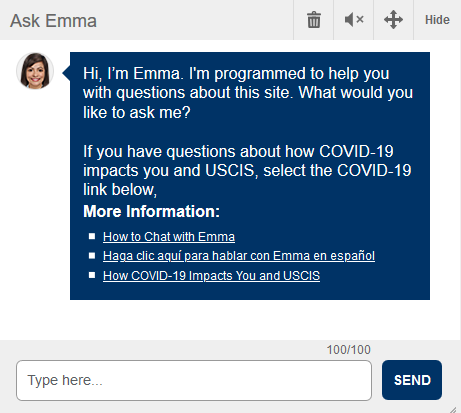 Ask Emma
Hide
Hi, I'm Emma. I'm programmed to help you
with questions about this site. What would you
like to ask me?
If you have questions about how COVID-19
impacts you and USCIS, select the COVID-19
link below,
More Information:
How to Chat with Emma
Haga clic aquí para hablar con Emma en español
How COVID-19 Impacts You and USCIS
100/100
Type here...
SEND